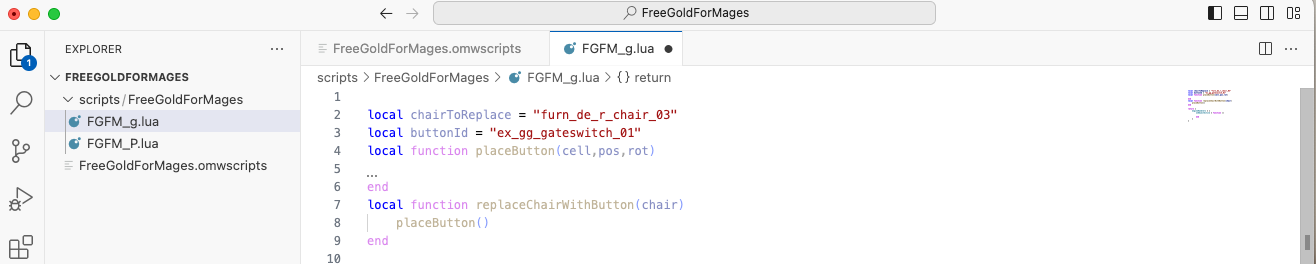 FreeGoldForMages
EXPLORER
FreeGoldForMages.omwscripts
FGFM_g.lua
FREEGOLDFORMAGES
scripts > FreeGoldForMages > FGFM_g.lua > {} return
scripts/FreeGoldForMages
FGFM_g.lua
FGFM_P.lua
FreeGoldForMages.omwscripts
1
1
2 local chairToReplace = "furn_de_r_chair_03"
3 local buttonId = "ex_gg_gateswitch_01"
4 local function placeButton(cell,pos,rot)
5 ...
6 end
7 local function replaceChairWithButton(chair)
8 placeButton()
9 end
10